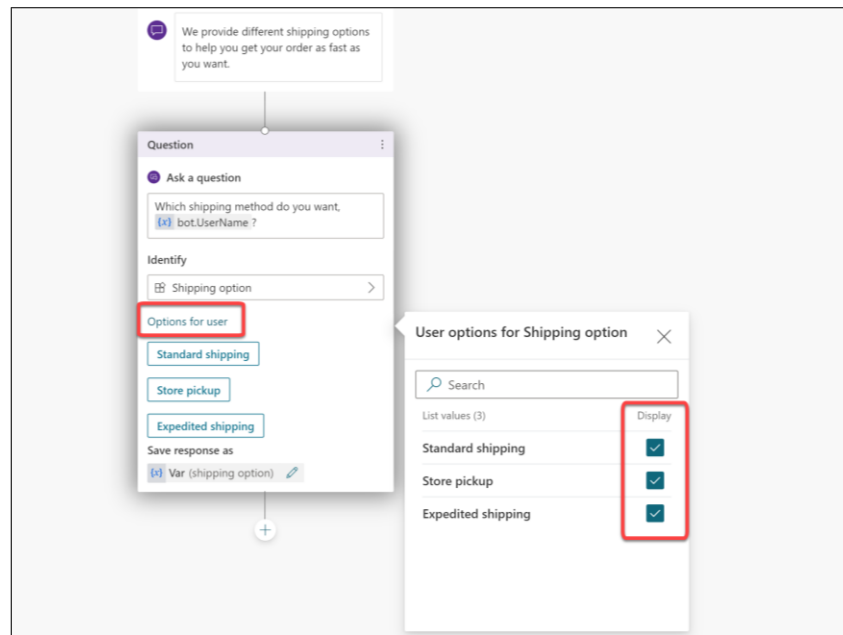 We provide different shipping options
to help you get your order as fast as
you want.
Question
Ask a question
Which shipping method do you want,
{x} bot.UserName ?
Identify
Shipping option
Options for user
Standard shipping
Store pickup
Expedited shipping
Save response as
{x} Var (shipping option)
User options for Shipping option
Search
List values (3) Display
Standard shipping
Store pickup
Expedited shipping